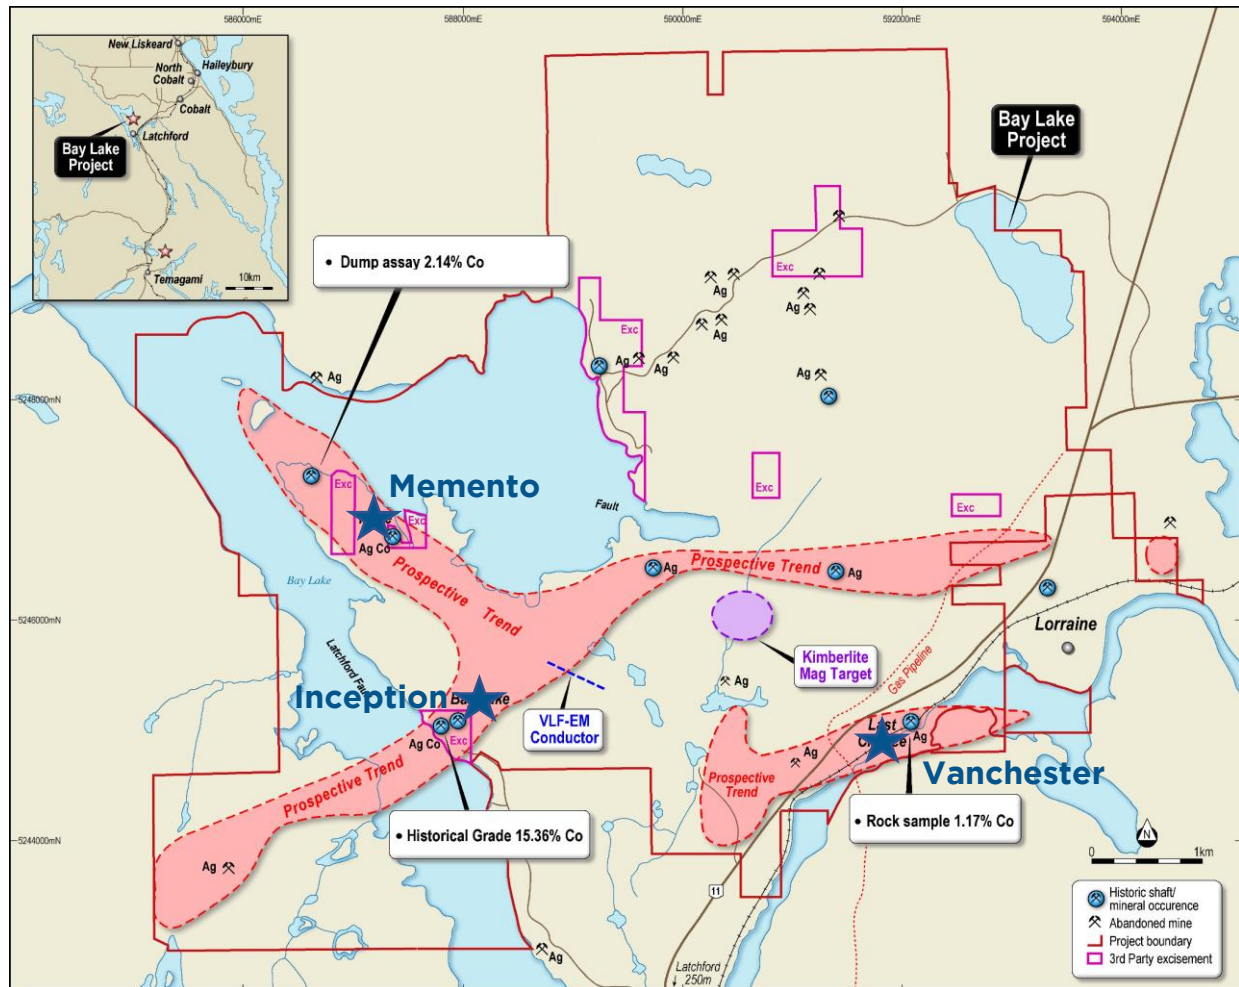 586000mE
588000mE
590000mE
592000mE
594000mE
New Liskeard
Haileybury
North
Cobalt
Cobalt
Latchford
Bay Lake
Project
Temagami
10km
Bay Lake
Project
• Dump assay 2.14% Co
Exc
Ag
Ag
Ag
Ag
Exc
Ag
Ag
Ag
Ag
Ag
5248000mN
Exc
Memento
Exc
Exc
Exc
Fault
Ag Co
Prospective Trend
Ag
Prospective Trend
Ag
Bay Lake
5246000mN
Lorraine
Kimberlite
Mag Target
Gas Pipeline
Latchford
Inception
VLF-EM
Conductor
Ag
Ag Co
Exc
Ag
Ag
Vanchester
Prospective
Trend
Prospective Trend
• Historical Grade 15.36% Co
• Rock sample 1.17% Co
5244000mN
Ag
N
0
1km
11
Historic shaft/
mineral occurence
Abandoned mine
Project boundary
3rd Party excisement
Ag
Latchford
250m